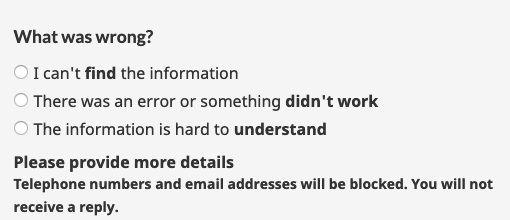 What was wrong?
I can't find the information
There was an error or something didn't work
The information is hard to understand
Please provide more details
Telephone numbers and email addresses will be blocked. You will not
receive a reply.